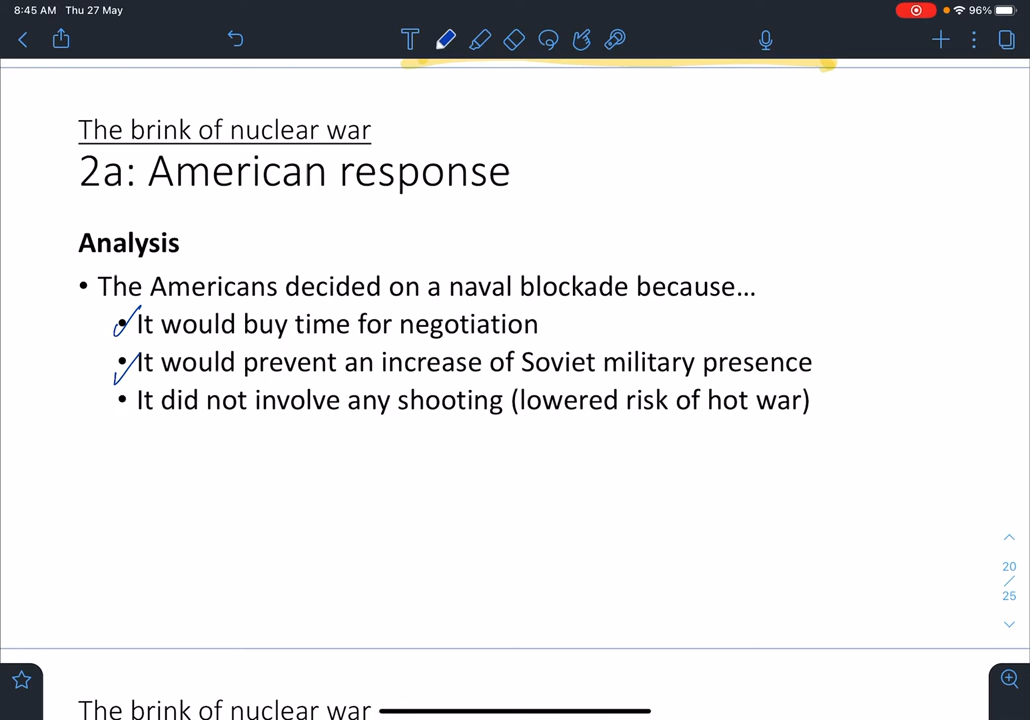 8:45 AM Thu 27 May 96%
The brink of nuclear war
2a: American response
Analysis
• The Americans decided on a naval blockade because...
• It would buy time for negotiation
• It would prevent an increase of Soviet military presence
• It did not involve any shooting (lowered risk of hot war)
20
/
25
The brink of nuclear war